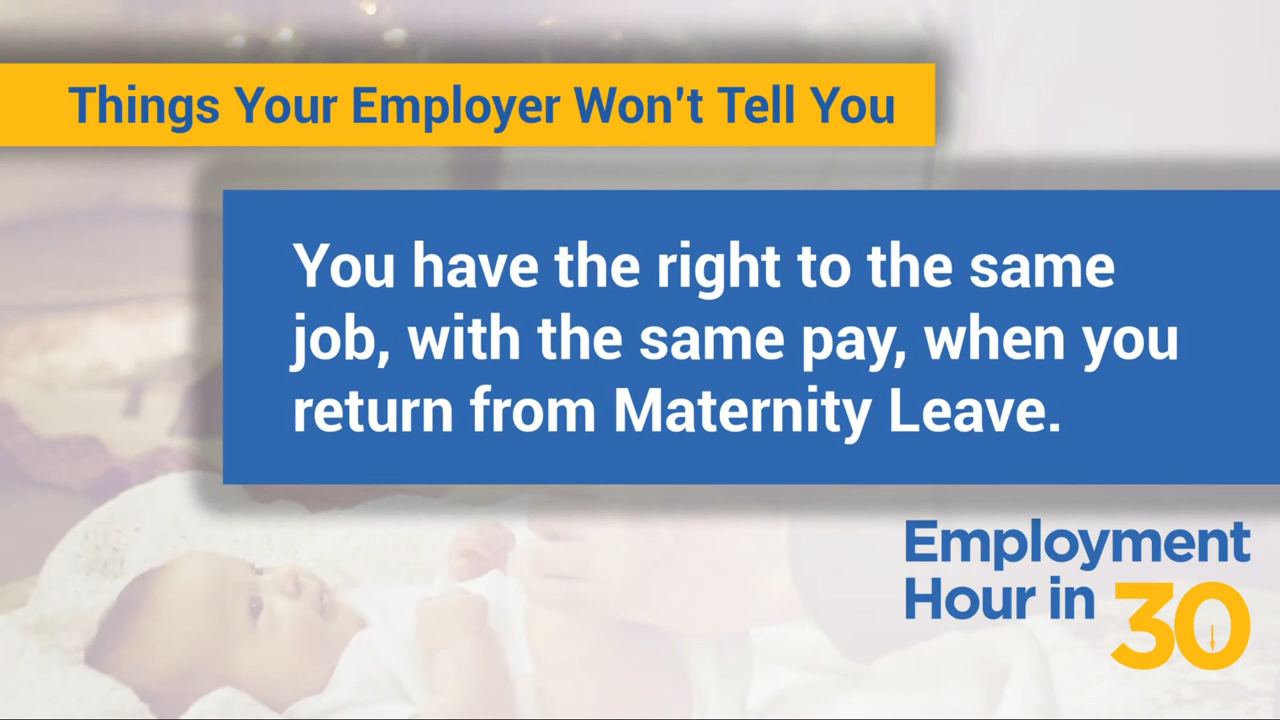 Things Your Employer Won't Tell You
You have the right to the same
job, with the same pay, when you
return from Maternity Leave.
Employment
Hour in 30